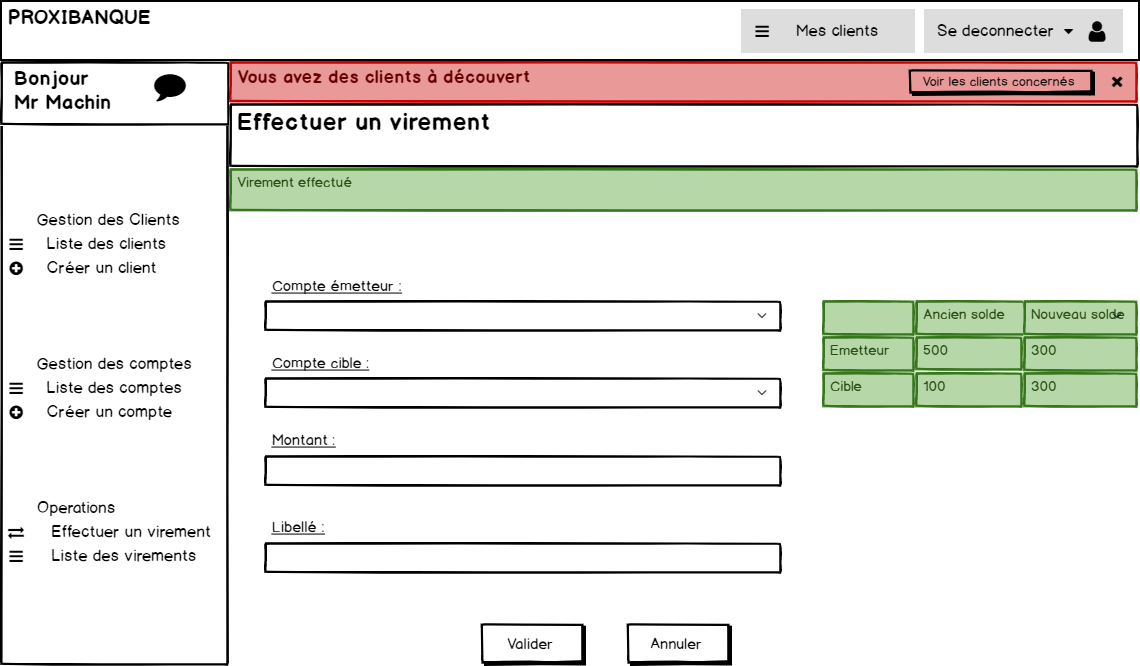 PROXIBANQUE
Mes clients
Se deconnecter
Bonjour
Mr Machin
Vous avez des clients à découvert
Voir les clients concernés
Effectuer un virement
Virement effectué
Gestion des Clients
Liste des clients
Créer un client
Gestion des comptes
Liste des comptes
Créer un compte
Operations
Effectuer un virement
Liste des virements
Compte émetteur :
Compte cible :
Montant :
Libellé :
Ancien solde Nouveau solde
Emetteur 500 300
Cible 100 300
Valider
Annuler